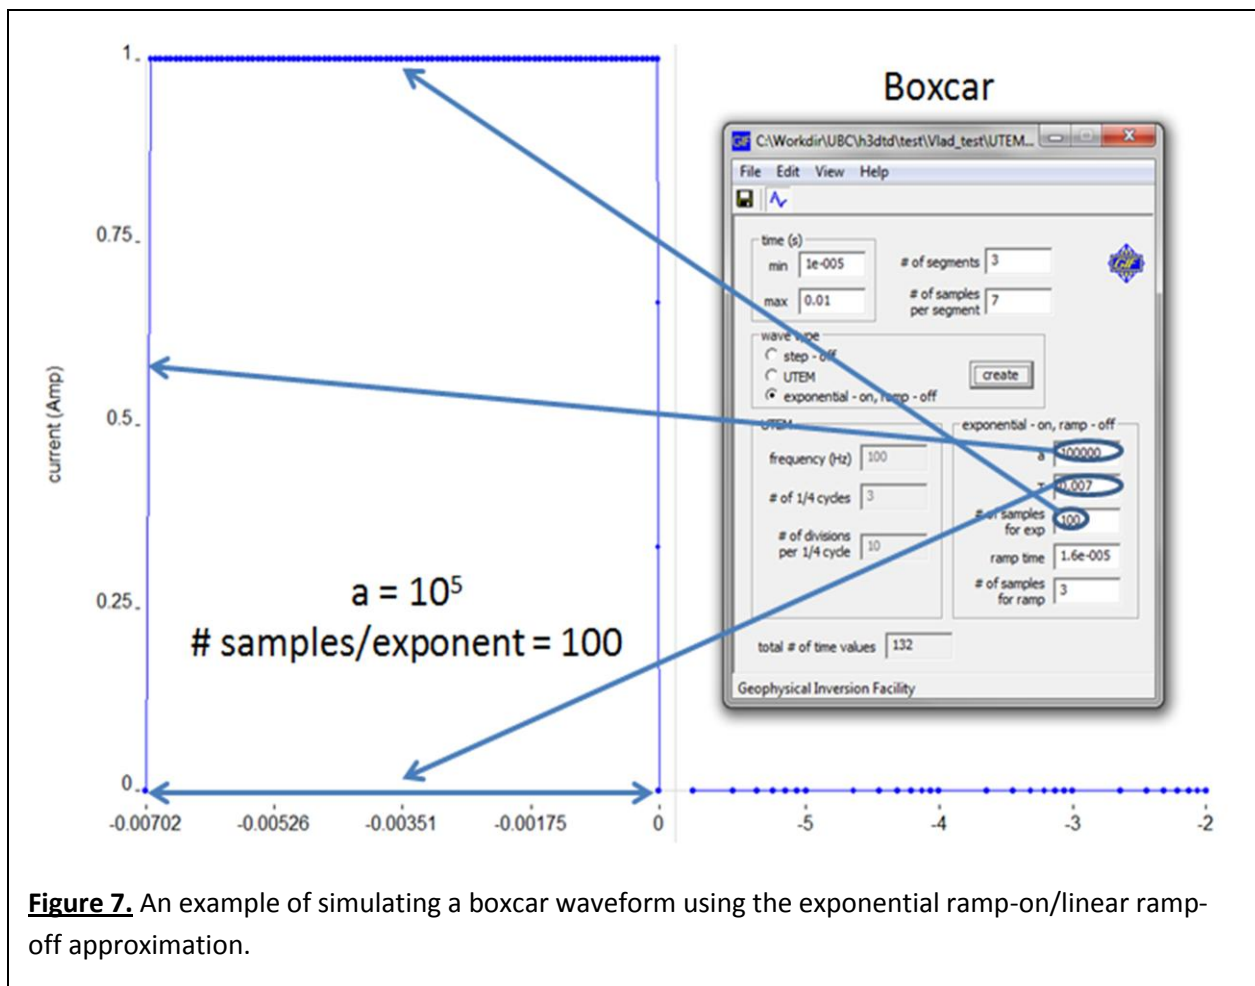 Boxcar
1
0.75
0.5
0.25
0
current (Amp)
-0.00702 -0.00526 -0.00351 -0.00175 0 -5 -4 -3 -2
a = 10⁵
# samples/exponent = 100
GIF C:\Workdir\UBC\h3dtd\test\Vlad_test\UTEM...
File Edit View Help
time (s)
min 1e-005
max 0.01
# of segments 3
# of samples
per segment 7
GIF
wave type
step - off
UTEM
exponential - on, ramp - off
create
UTEM
frequency (Hz) 100
# of 1/4 cycles 3
# of divisions
per 1/4 cycle 10
exponential - on, ramp - off
a 100000
T 0.007
# of samples
for exp 100
ramp time 1.6e-005
# of samples
for ramp 3
total # of time values 132
Geophysical Inversion Facility
Figure 7. An example of simulating a boxcar waveform using the exponential ramp-on/linear ramp-
off approximation.